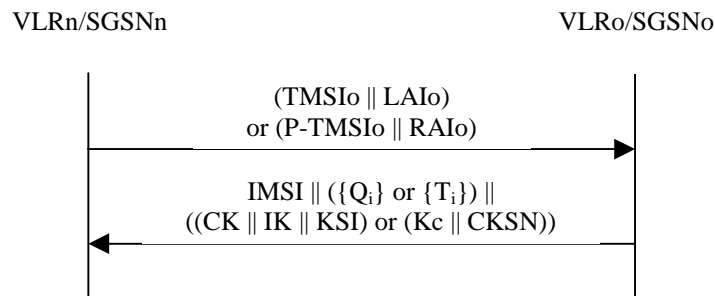 VLRn/SGSNn
VLRo/SGSNo
(TMSIo || LAIo)
or (P-TMSIo || RAIo)
IMSI || ({Qi} or {Ti}) ||
((CK || IK || KSI) or (Kc || CKSN))